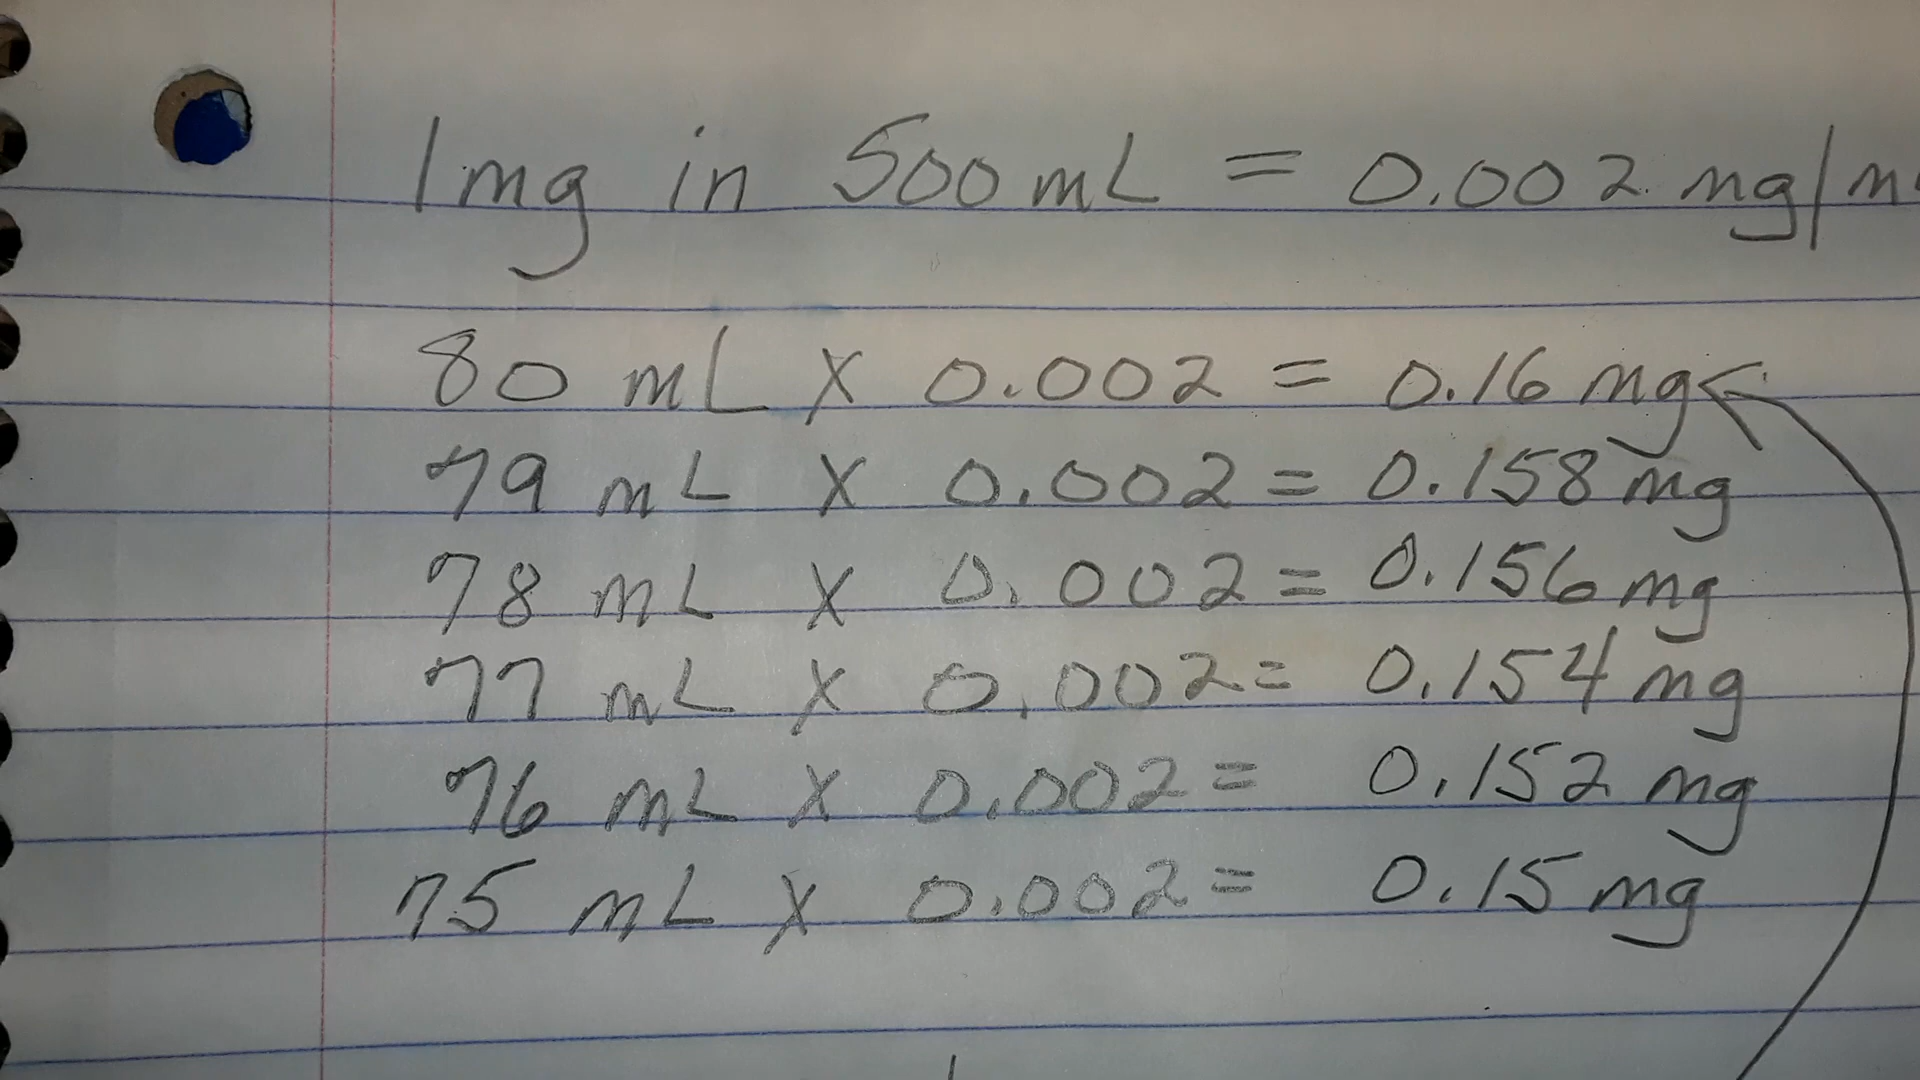 1mg in 500mL = 0.002 mg/m
80 mL X 0.002 = 0.16 mg
79 mL X 0.002 = 0.158 mg
78 mL X 0.002 = 0.156 mg
77 mL X 0.002 = 0.154 mg
76 mL X 0.002 = 0.152 mg
75 mL X 0.002 = 0.15 mg